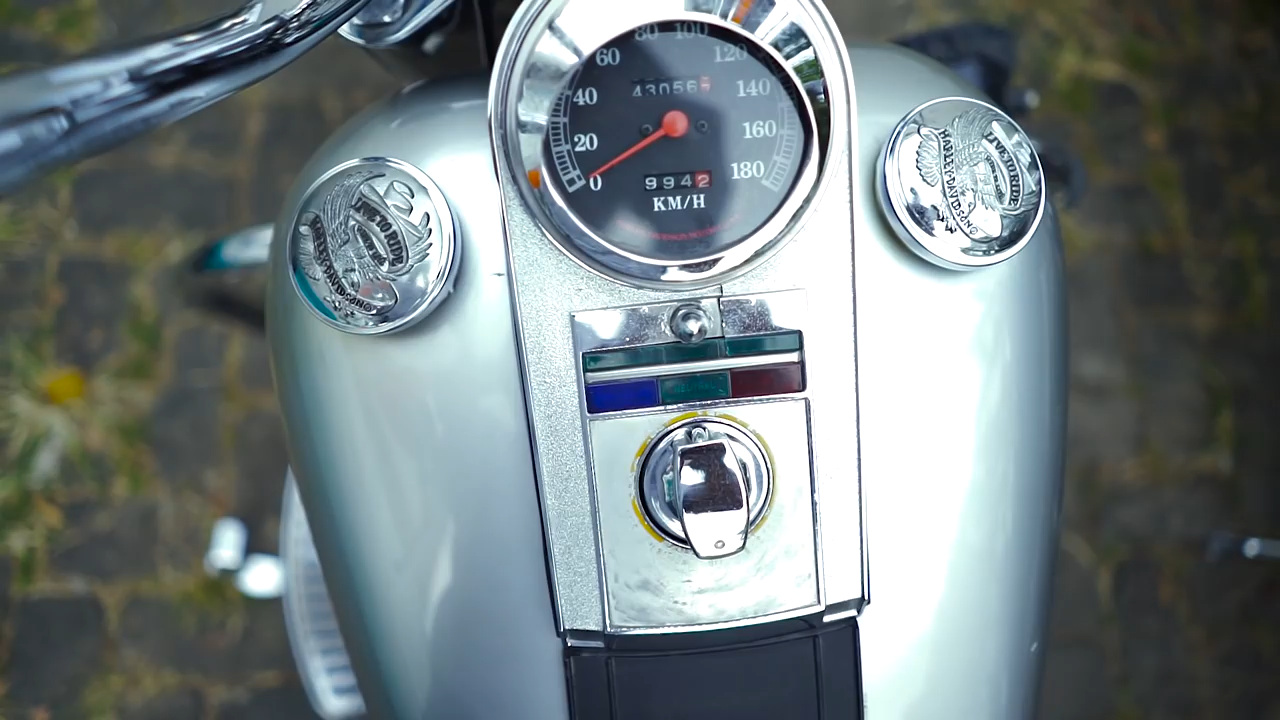 80 100
60 120
43056
40 140
20 160
0 180
9942
KM/H
LIVE TO RIDE
HARLEY-DAVIDSON
LIVE TO RIDE
HARLEY-DAVIDSON